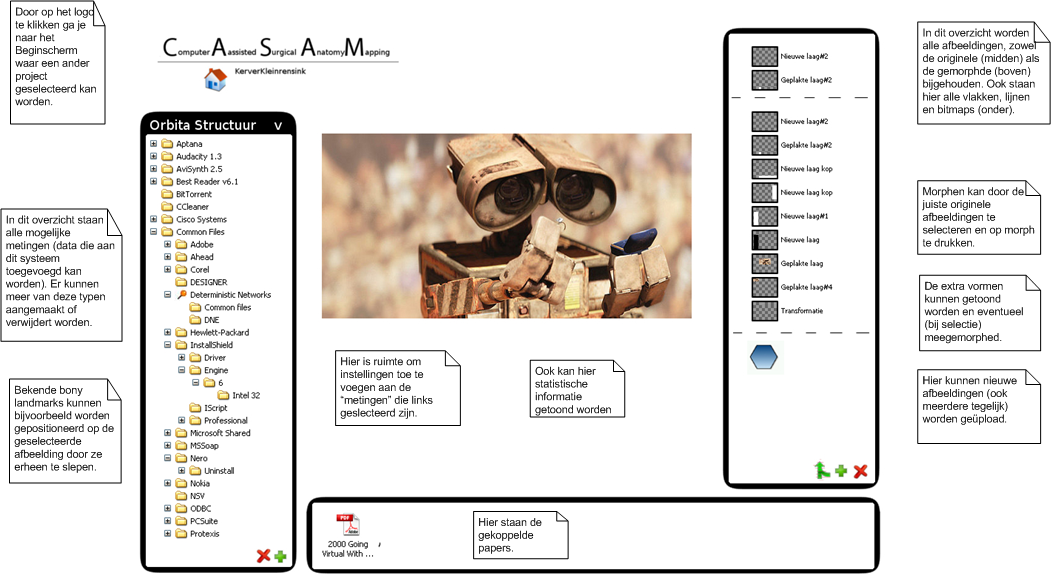 Door op het logo
te klikken ga je
naar het
Beginscherm
waar een ander
project
geselecteerd kan
worden.
In dit overzicht staan
alle mogelijke
metingen (data die aan
dit systeem
toegevoegd kan
worden). Er kunnen
meer van deze typen
aangemaakt of
verwijdert worden.
Bekende bony
landmarks kunnen
bijvoorbeeld worden
gepositioneerd op de
geselecteerde
afbeelding door ze
erheen te slepen.
Computer Aassisted Surgical AnatomyMapping
KerverKleinrensink
Orbita Structuur v
Aptana
Audacity 1.3
AviSynth 2.5
Best Reader v6.1
BitTorrent
CCleaner
Cisco Systems
Common Files
Adobe
Ahead
Corel
DESIGNER
Deterministic Networks
Common files
DNE
Hewlett-Packard
InstallShield
Driver
Engine
6
Intel 32
IScript
Professional
Microsoft Shared
MSSoap
Nero
Uninstall
Nokia
NSV
ODBC
PCSuite
Protexis
Hier is ruimte om
instellingen toe te
voegen aan de
“metingen” die links
geslecteerd zijn.
Ook kan hier
statistische
informatie
getoond worden
PDF
Adobe
2000 Going
Virtual With ...
Hier staan de
gekoppelde
papers.
Nieuwe laag#2
Geplakte laag#2
Nieuwe laag#2
Geplakte laag#2
Nieuwe laag kop
Nieuwe laag kop
Nieuwe laag#1
Nieuwe laag
Geplakte laag
Geplakte laag#4
Transformatie
In dit overzicht worden
alle afbeeldingen, zowel
de originele (midden) als
de gemorphde (boven)
bijgehouden. Ook staan
hier alle vlakken, lijnen
en bitmaps (onder).
Morphen kan door de
juiste originele
afbeeldingen te
selecteren en op morph
te drukken.
De extra vormen
kunnen getoond
worden en eventueel
(bij selectie)
meegemorphed.
Hier kunnen nieuwe
afbeeldingen (ook
meerdere tegelijk)
worden geüpload.